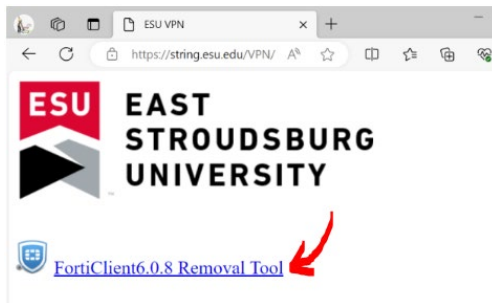 ESU VPN
https://string.esu.edu/VPN/
ESU
EAST
STROUDSBURG
UNIVERSITY
FortiClient6.0.8 Removal Tool